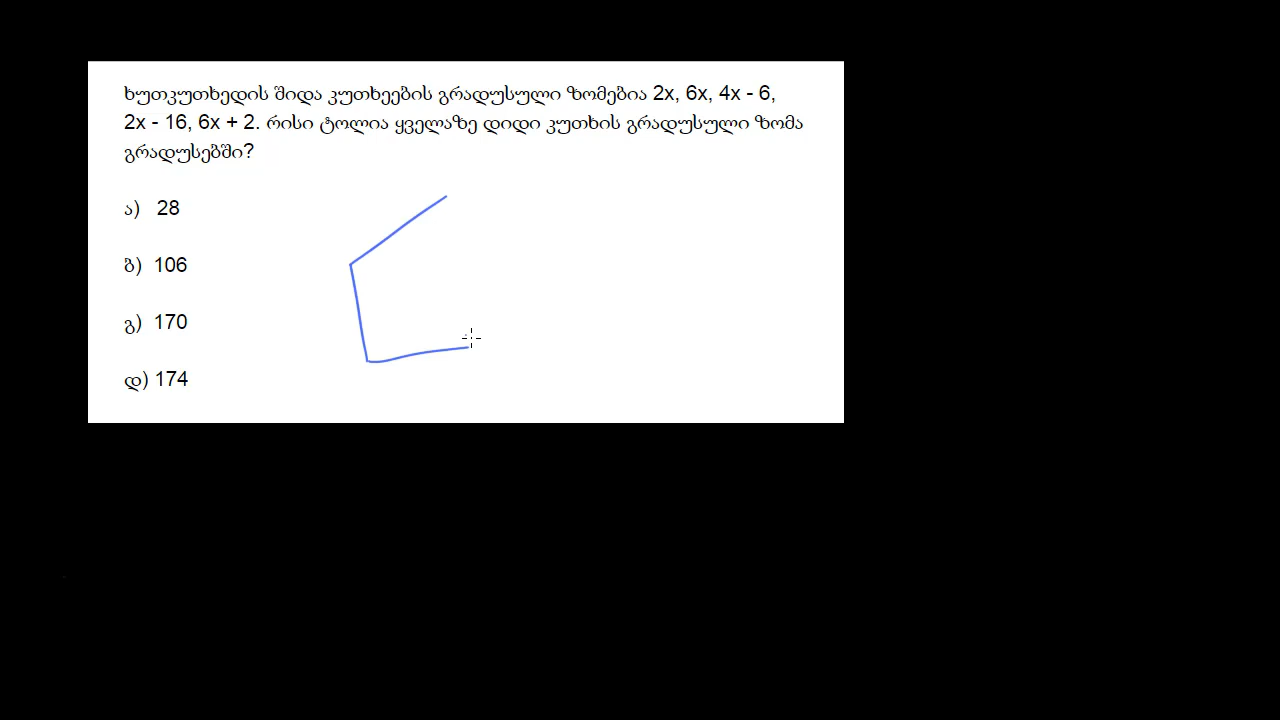 ხუთკუთხედის შიდა კუთხეების გრადუსული ზომებია 2x, 6x, 4x - 6,
2x - 16, 6x + 2. რისი ტოლია ყველაზე დიდი კუთხის გრადუსული ზომა
გრადუსებში?
ა) 28
ბ) 106
გ) 170
დ) 174